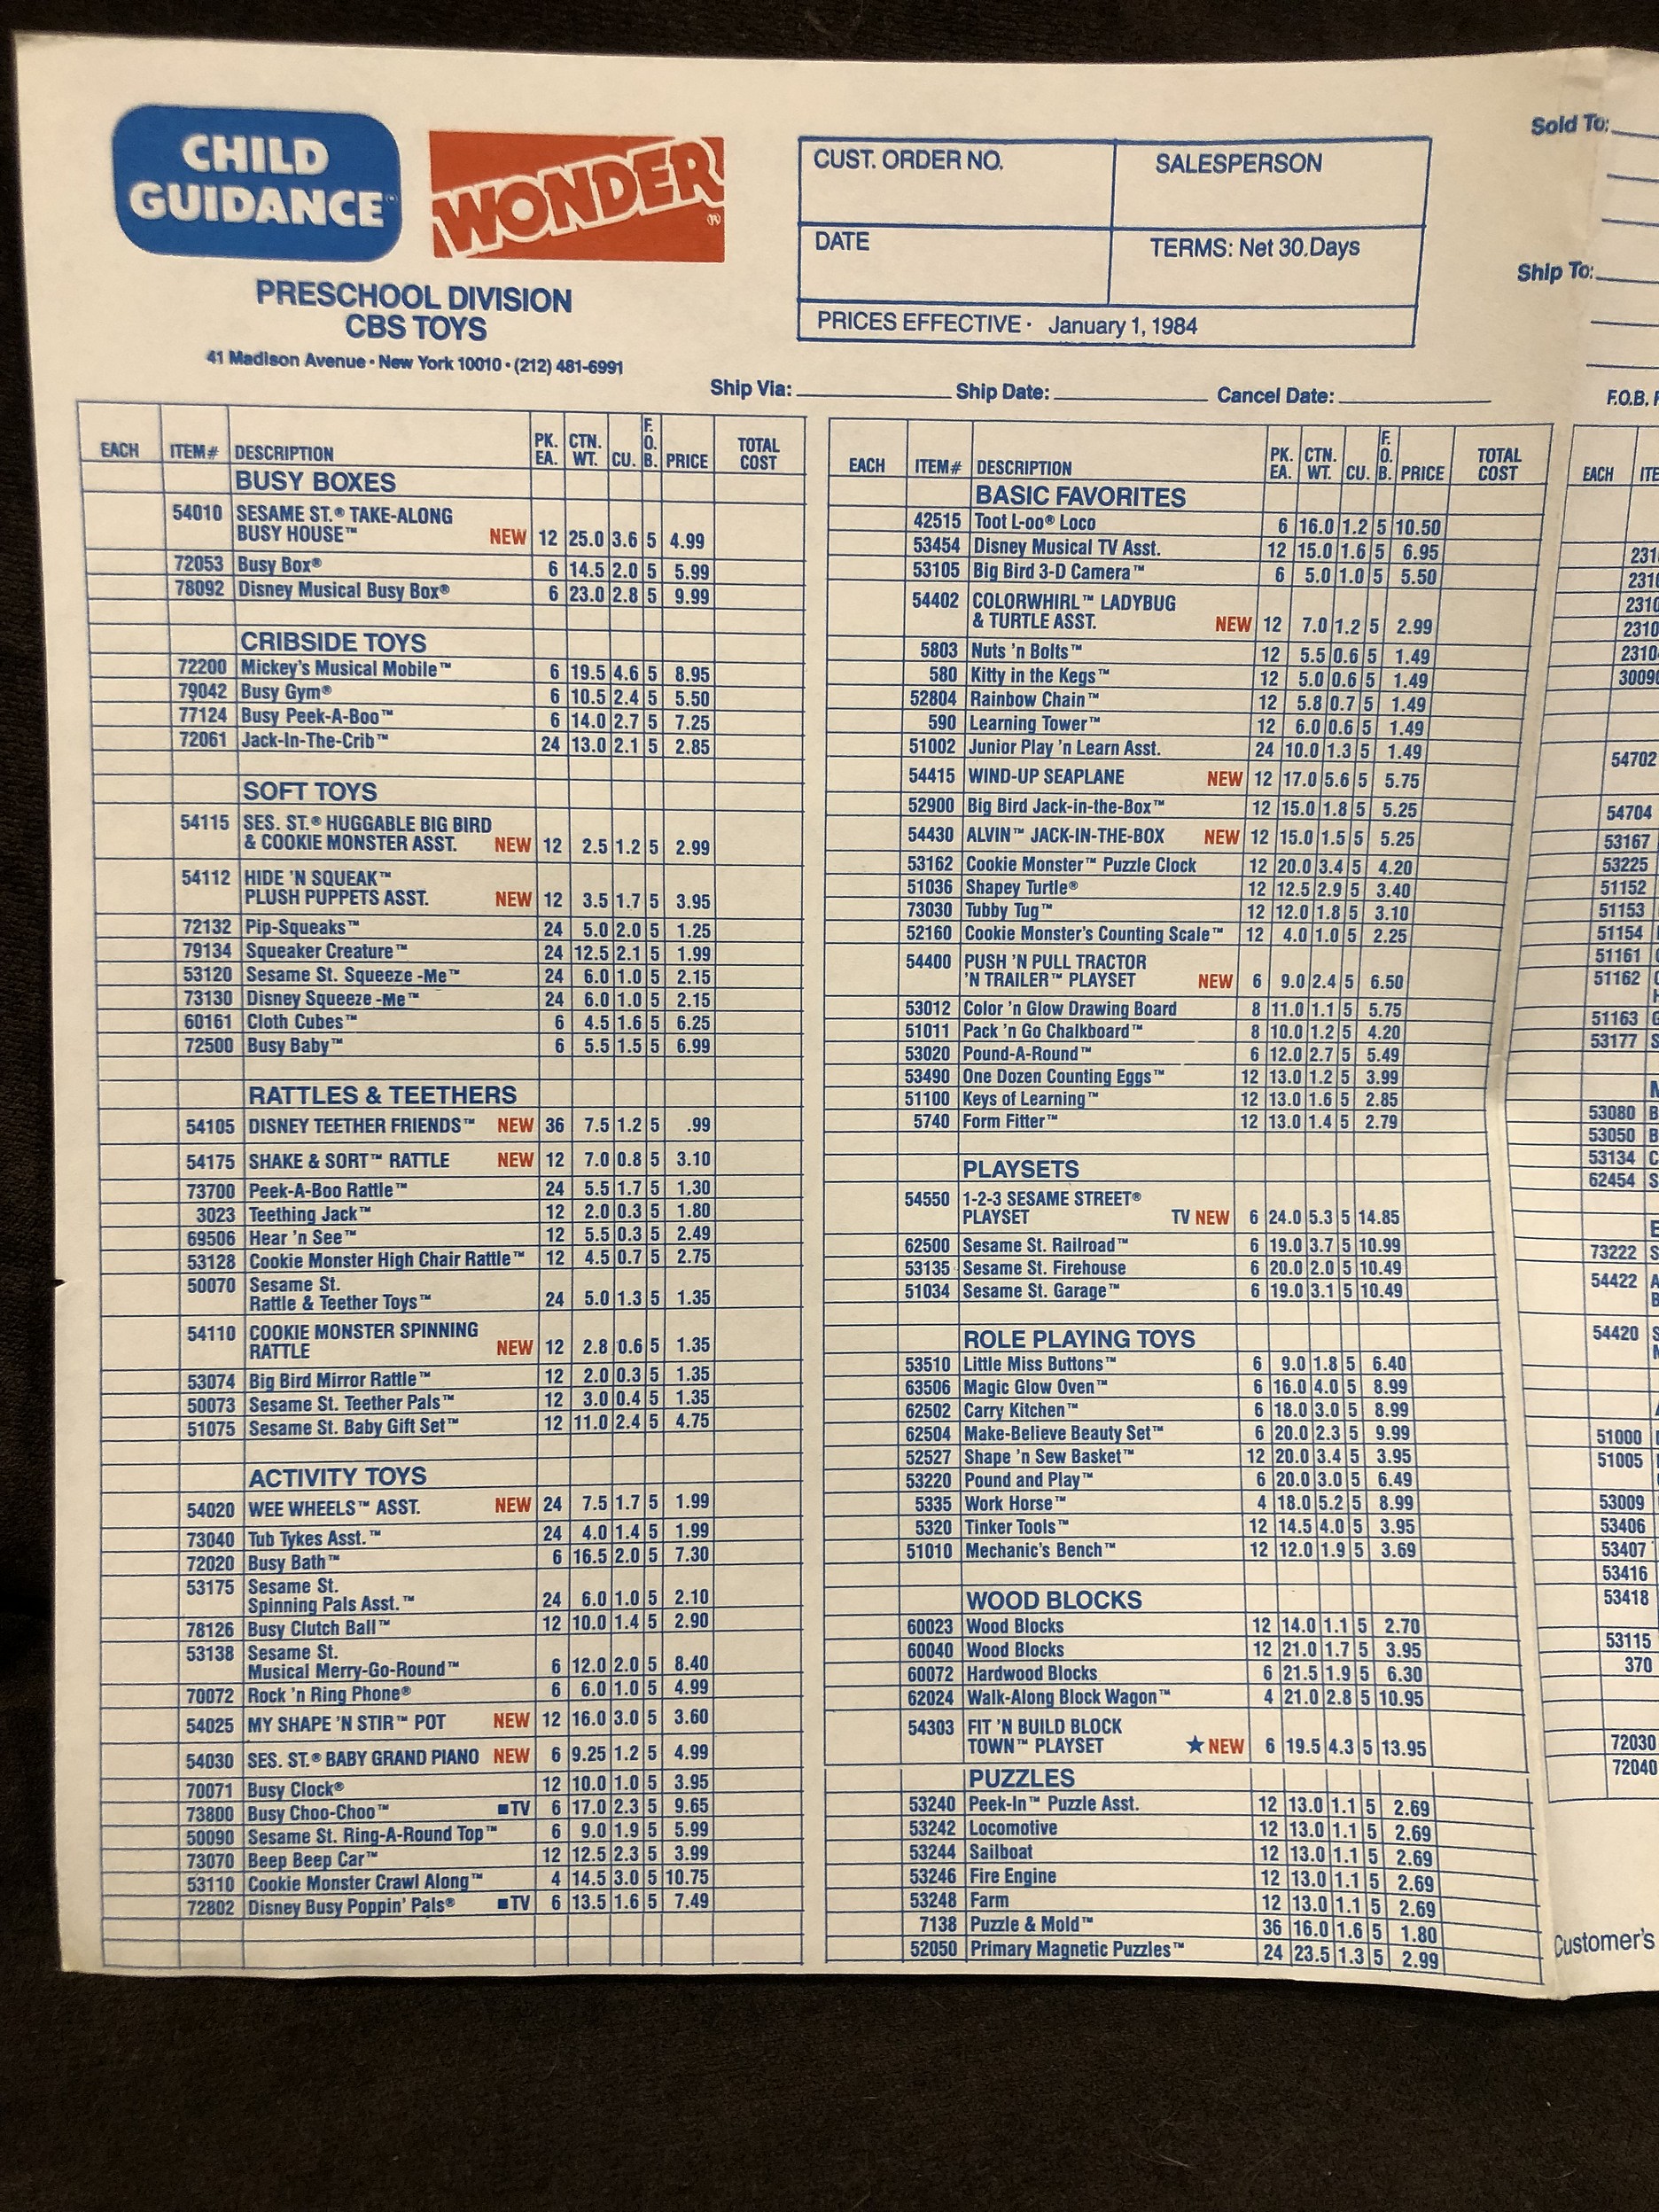 CHILD
GUIDANCE®
WONDER®
PRESCHOOL DIVISION
CBS TOYS
41 Madison Avenue • New York 10010 • (212) 481-6991
CUST. ORDER NO. SALESPERSON
DATE TERMS: Net 30.Days
PRICES EFFECTIVE · January 1, 1984
Sold To:
Ship To:
Ship Via: Ship Date: Cancel Date: F.O.B.
EACH ITEM# DESCRIPTION PK. EA. CTN. WT. CU. F. O. B. PRICE TOTAL COST
BUSY BOXES
54010 SESAME ST.® TAKE-ALONG
BUSY HOUSE™ NEW 12 25.0 3.6 5 4.99
72053 Busy Box® 6 14.5 2.0 5 5.99
78092 Disney Musical Busy Box® 6 23.0 2.8 5 9.99
CRIBSIDE TOYS
72200 Mickey's Musical Mobile™ 6 19.5 4.6 5 8.95
79042 Busy Gym® 6 10.5 2.4 5 5.50
77124 Busy Peek-A-Boo™ 6 14.0 2.7 5 7.25
72061 Jack-In-The-Crib™ 24 13.0 2.1 5 2.85
SOFT TOYS
54115 SES. ST.® HUGGABLE BIG BIRD
& COOKIE MONSTER ASST. NEW 12 2.5 1.2 5 2.99
54112 HIDE 'N SQUEAK™
PLUSH PUPPETS ASST. NEW 12 3.5 1.7 5 3.95
72132 Pip-Squeaks™ 24 5.0 2.0 5 1.25
79134 Squeaker Creature™ 24 12.5 2.1 5 1.99
53120 Sesame St. Squeeze -Me™ 24 6.0 1.0 5 2.15
73130 Disney Squeeze -Me™ 24 6.0 1.0 5 2.15
60161 Cloth Cubes™ 6 4.5 1.6 5 6.25
72500 Busy Baby™ 6 5.5 1.5 5 6.99
RATTLES & TEETHERS
54105 DISNEY TEETHER FRIENDS™ NEW 36 7.5 1.2 5 .99
54175 SHAKE & SORT™ RATTLE NEW 12 7.0 0.8 5 3.10
73700 Peek-A-Boo Rattle™ 24 5.5 1.7 5 1.30
3023 Teething Jack™ 12 2.0 0.3 5 1.80
69506 Hear 'n See™ 12 5.5 0.3 5 2.49
53128 Cookie Monster High Chair Rattle™ 12 4.5 0.7 5 2.75
50070 Sesame St.
Rattle & Teether Toys™ 24 5.0 1.3 5 1.35
54110 COOKIE MONSTER SPINNING
RATTLE NEW 12 2.8 0.6 5 1.35
53074 Big Bird Mirror Rattle™ 12 2.0 0.3 5 1.35
50073 Sesame St. Teether Pals™ 12 3.0 0.4 5 1.35
51075 Sesame St. Baby Gift Set™ 12 11.0 2.4 5 4.75
ACTIVITY TOYS
54020 WEE WHEELS™ ASST. NEW 24 7.5 1.7 5 1.99
73040 Tub Tykes Asst.™ 24 4.0 1.4 5 1.99
72020 Busy Bath™ 6 16.5 2.0 5 7.30
53175 Sesame St.
Spinning Pals Asst.™ 24 6.0 1.0 5 2.10
78126 Busy Clutch Ball™ 12 10.0 1.4 5 2.90
53138 Sesame St.
Musical Merry-Go-Round™ 6 12.0 2.0 5 8.40
70072 Rock 'n Ring Phone® 6 6.0 1.0 5 4.99
54025 MY SHAPE 'N STIR™ POT NEW 12 16.0 3.0 5 3.60
54030 SES. ST.® BABY GRAND PIANO NEW 6 9.25 1.2 5 4.99
70071 Busy Clock® 12 10.0 1.0 5 3.95
73800 Busy Choo-Choo™ ■TV 6 17.0 2.3 5 9.65
50090 Sesame St. Ring-A-Round Top™ 6 9.0 1.9 5 5.99
73070 Beep Beep Car™ 12 12.5 2.3 5 3.99
53110 Cookie Monster Crawl Along™ 4 14.5 3.0 5 10.75
72802 Disney Busy Poppin' Pals® ■TV 6 13.5 1.6 5 7.49
EACH ITEM# DESCRIPTION PK. EA. CTN. WT. CU. F. O. B. PRICE TOTAL COST
BASIC FAVORITES
42515 Toot L-oo® Loco 6 16.0 1.2 5 10.50
53454 Disney Musical TV Asst. 12 15.0 1.6 5 6.95
53105 Big Bird 3-D Camera™ 6 5.0 1.0 5 5.50
54402 COLORWHIRL™ LADYBUG
& TURTLE ASST. NEW 12 7.0 1.2 5 2.99
5803 Nuts 'n Bolts™ 12 5.5 0.6 5 1.49
580 Kitty in the Kegs™ 12 5.0 0.6 5 1.49
52804 Rainbow Chain™ 12 5.8 0.7 5 1.49
590 Learning Tower™ 12 6.0 0.6 5 1.49
51002 Junior Play 'n Learn Asst. 24 10.0 1.3 5 1.49
54415 WIND-UP SEAPLANE NEW 12 17.0 5.6 5 5.75
52900 Big Bird Jack-in-the-Box™ 12 15.0 1.8 5 5.25
54430 ALVIN™ JACK-IN-THE-BOX NEW 12 15.0 1.5 5 5.25
53162 Cookie Monster™ Puzzle Clock 12 20.0 3.4 5 4.20
51036 Shapey Turtle® 12 12.5 2.9 5 3.40
73030 Tubby Tug™ 12 12.0 1.8 5 3.10
52160 Cookie Monster's Counting Scale™ 12 4.0 1.0 5 2.25
54400 PUSH 'N PULL TRACTOR
'N TRAILER™ PLAYSET NEW 6 9.0 2.4 5 6.50
53012 Color 'n Glow Drawing Board 8 11.0 1.1 5 5.75
51011 Pack 'n Go Chalkboard™ 8 10.0 1.2 5 4.20
53020 Pound-A-Round™ 6 12.0 2.7 5 5.49
53490 One Dozen Counting Eggs™ 12 13.0 1.2 5 3.99
51100 Keys of Learning™ 12 13.0 1.6 5 2.85
5740 Form Fitter™ 12 13.0 1.4 5 2.79
PLAYSETS
54550 1-2-3 SESAME STREET®
PLAYSET TV NEW 6 24.0 5.3 5 14.85
62500 Sesame St. Railroad™ 6 19.0 3.7 5 10.99
53135 Sesame St. Firehouse 6 20.0 2.0 5 10.49
51034 Sesame St. Garage™ 6 19.0 3.1 5 10.49
ROLE PLAYING TOYS
53510 Little Miss Buttons™ 6 9.0 1.8 5 6.40
63506 Magic Glow Oven™ 6 16.0 4.0 5 8.99
62502 Carry Kitchen™ 6 18.0 3.0 5 8.99
62504 Make-Believe Beauty Set™ 6 20.0 2.3 5 9.99
52527 Shape 'n Sew Basket™ 12 20.0 3.4 5 3.95
53220 Pound and Play™ 6 20.0 3.0 5 6.49
5335 Work Horse™ 4 18.0 5.2 5 8.99
5320 Tinker Tools™ 12 14.5 4.0 5 3.95
51010 Mechanic's Bench™ 12 12.0 1.9 5 3.69
WOOD BLOCKS
60023 Wood Blocks 12 14.0 1.1 5 2.70
60040 Wood Blocks 12 21.0 1.7 5 3.95
60072 Hardwood Blocks 6 21.5 1.9 5 6.30
62024 Walk-Along Block Wagon™ 4 21.0 2.8 5 10.95
54303 FIT 'N BUILD BLOCK
TOWN™ PLAYSET ★ NEW 6 19.5 4.3 5 13.95
PUZZLES
53240 Peek-In™ Puzzle Asst. 12 13.0 1.1 5 2.69
53242 Locomotive 12 13.0 1.1 5 2.69
53244 Sailboat 12 13.0 1.1 5 2.69
53246 Fire Engine 12 13.0 1.1 5 2.69
53248 Farm 12 13.0 1.1 5 2.69
7138 Puzzle & Mold™ 36 16.0 1.6 5 1.80
52050 Primary Magnetic Puzzles™ 24 23.5 1.3 5 2.99
EACH
54702
54704
53167
53225
51152
51153
51154
51161
51162
51163
53177
53080
53050
53134
62454
73222
54422
54420
51000
51005
53009
53406
53407
53416
53418
53115
370
72030
72040
Customer's